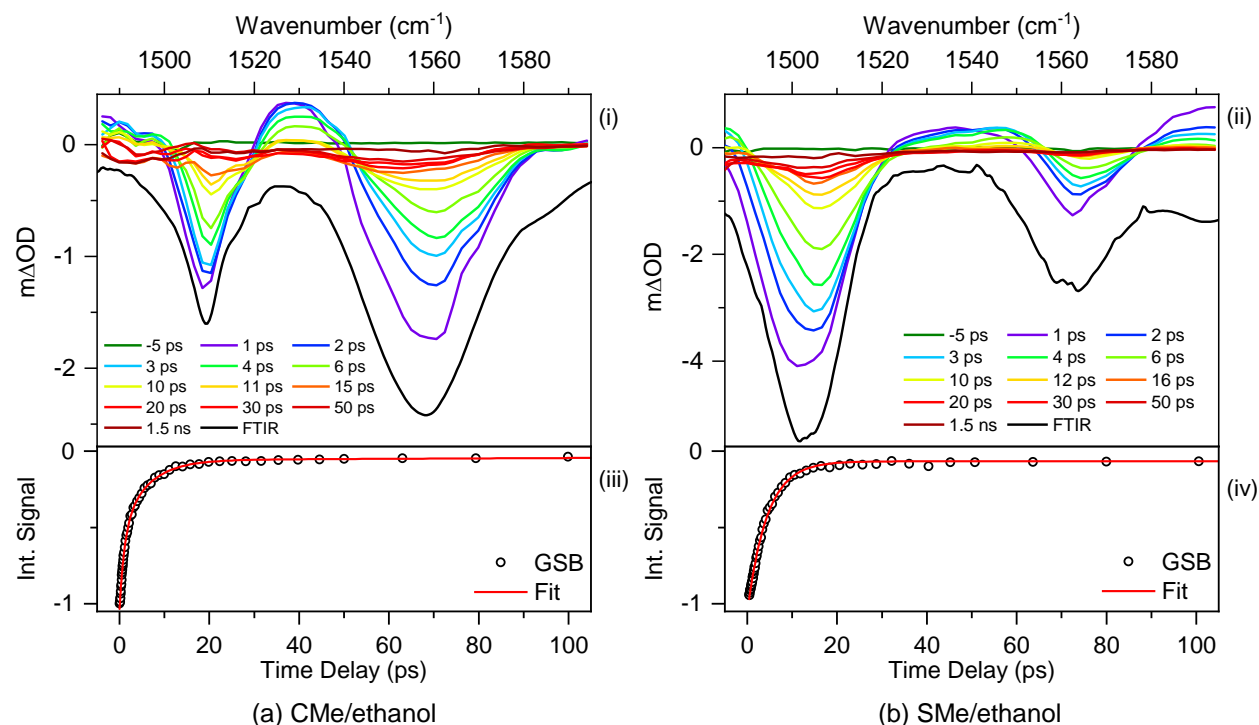 Wavenumber (cm-1)
1500 1520 1540 1560 1580
(i)
0
-1
-2
mΔOD
-5 ps 1 ps 2 ps
3 ps 4 ps 6 ps
10 ps 11 ps 15 ps
20 ps 30 ps 50 ps
1.5 ns FTIR
(iii)
0
-1
Int. Signal
GSB
Fit
0 20 40 60 80 100
Time Delay (ps)
(a) CMe/ethanol
Wavenumber (cm-1)
1500 1520 1540 1560 1580
(ii)
0
-2
-4
mΔOD
-5 ps 1 ps 2 ps
3 ps 4 ps 6 ps
10 ps 12 ps 16 ps
20 ps 30 ps 50 ps
1.5 ns FTIR
(iv)
0
-1
Int. Signal
GSB
Fit
0 20 40 60 80 100
Time Delay (ps)
(b) SMe/ethanol